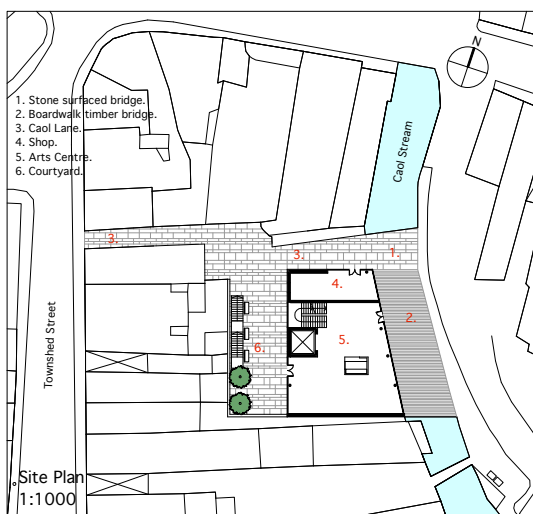 N
1. Stone surfaced bridge.
2. Boardwalk timber bridge.
3. Caol Lane.
4. Shop.
5. Arts Centre.
6. Courtyard.
Caol Stream
3.
3.
1.
4.
2.
5.
6.
Townshed Street
Site Plan
1:1000